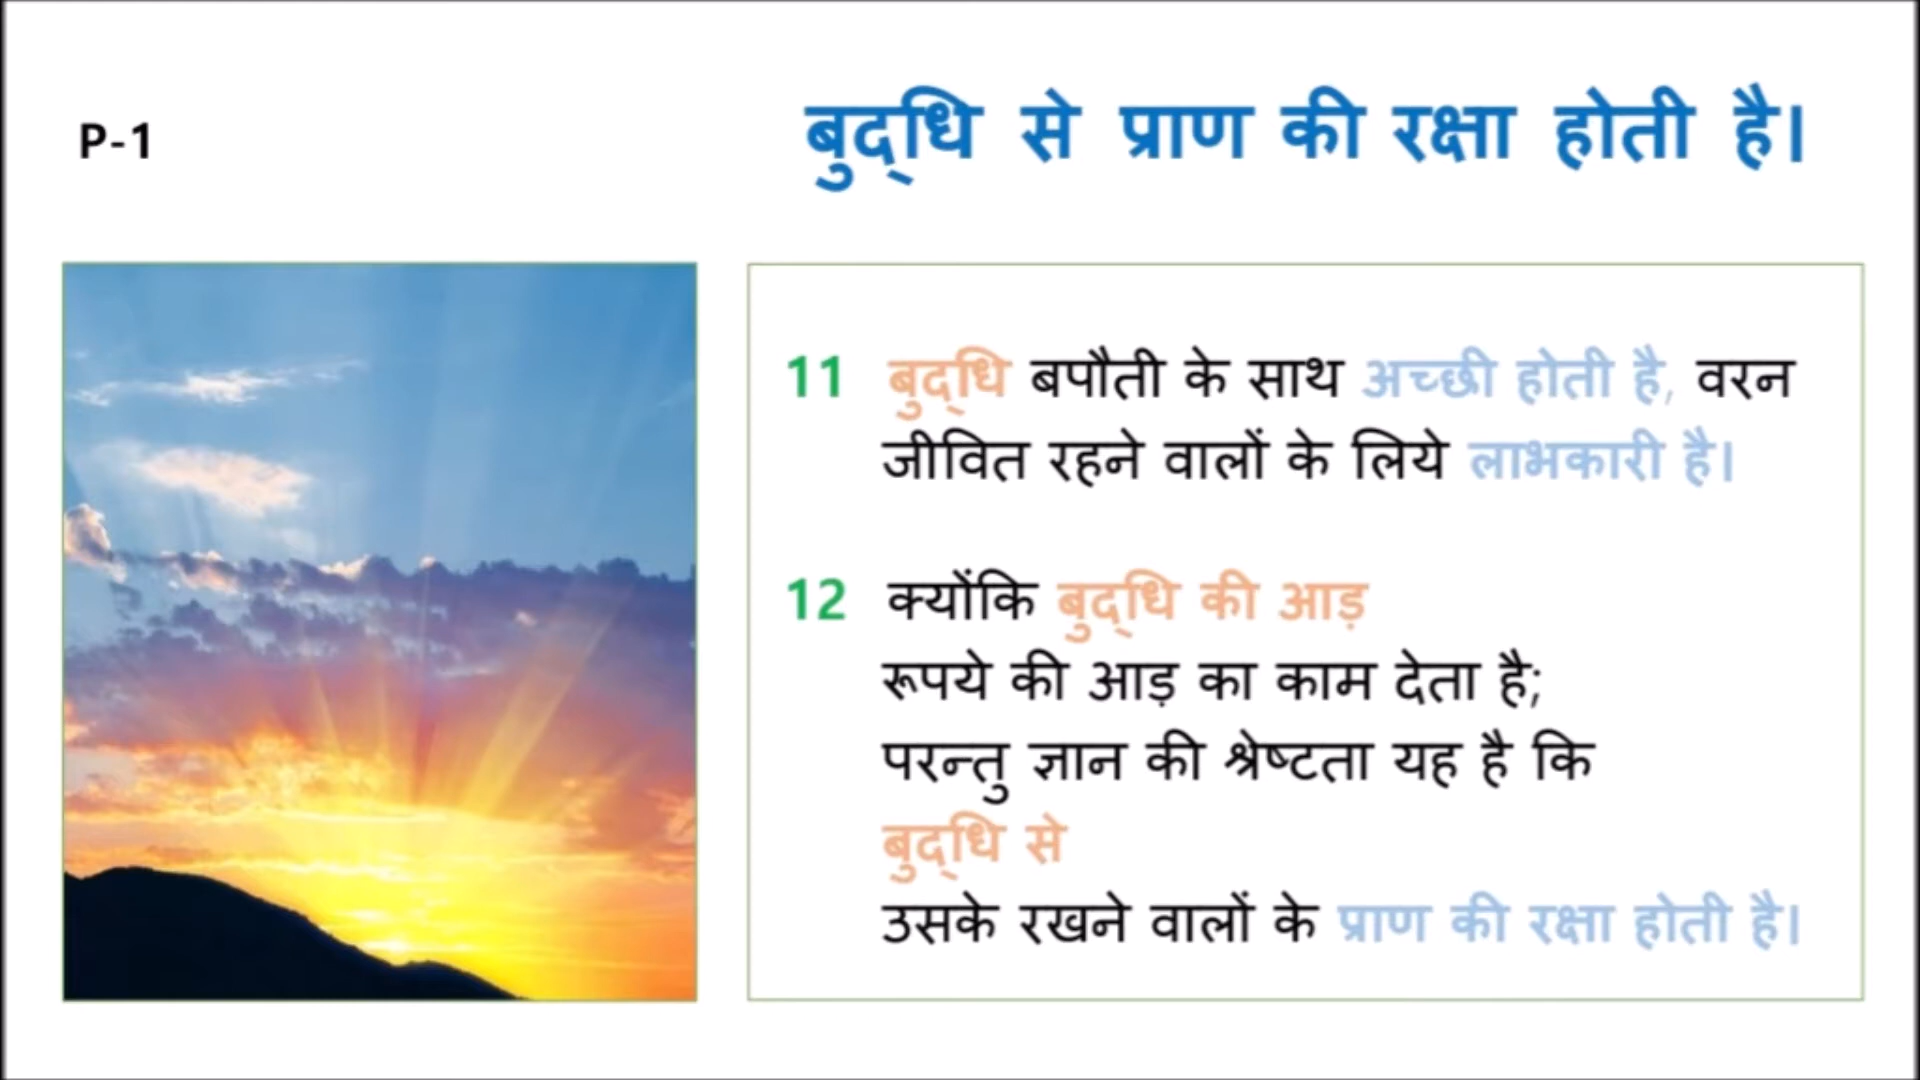 P-1
बुद्धि से प्राण की रक्षा होती है।
11 बुद्धि बपौती के साथ अच्छी होती है, वरन
जीवित रहने वालों के लिये लाभकारी है।
12 क्योंकि बुद्धि की आड़
रूपये की आड़ का काम देता है;
परन्तु ज्ञान की श्रेष्टता यह है कि
बुद्धि से
उसके रखने वालों के प्राण की रक्षा होती है।